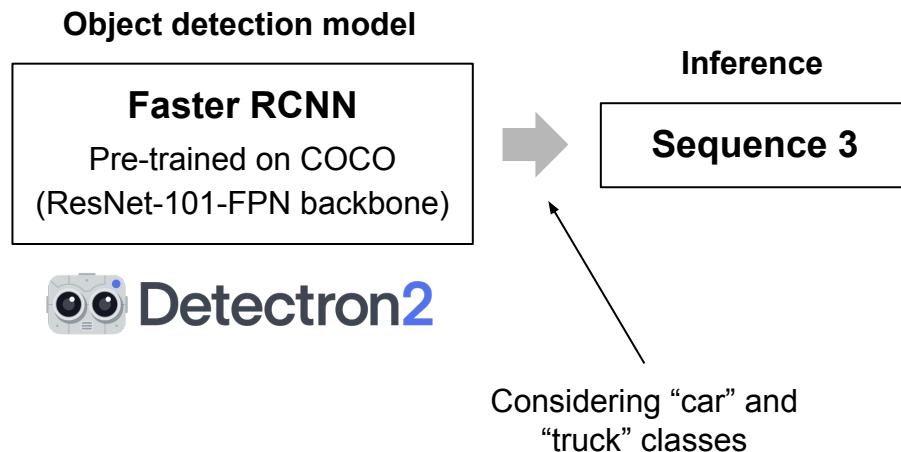 Object detection model
Faster RCNN
Pre-trained on COCO
(ResNet-101-FPN backbone)
Detectron2
Inference
Sequence 3
Considering “car” and
“truck” classes